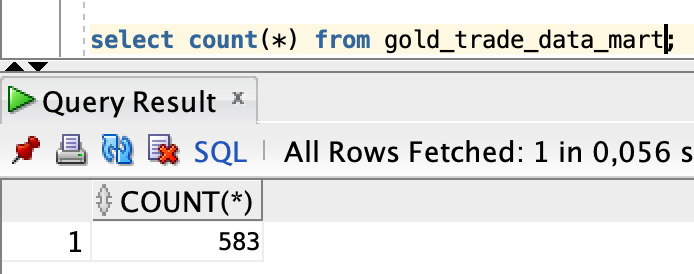 select count(*) from gold_trade_data_mart;
Query Result x
SQL | All Rows Fetched: 1 in 0,056 s
COUNT(*)
1 583